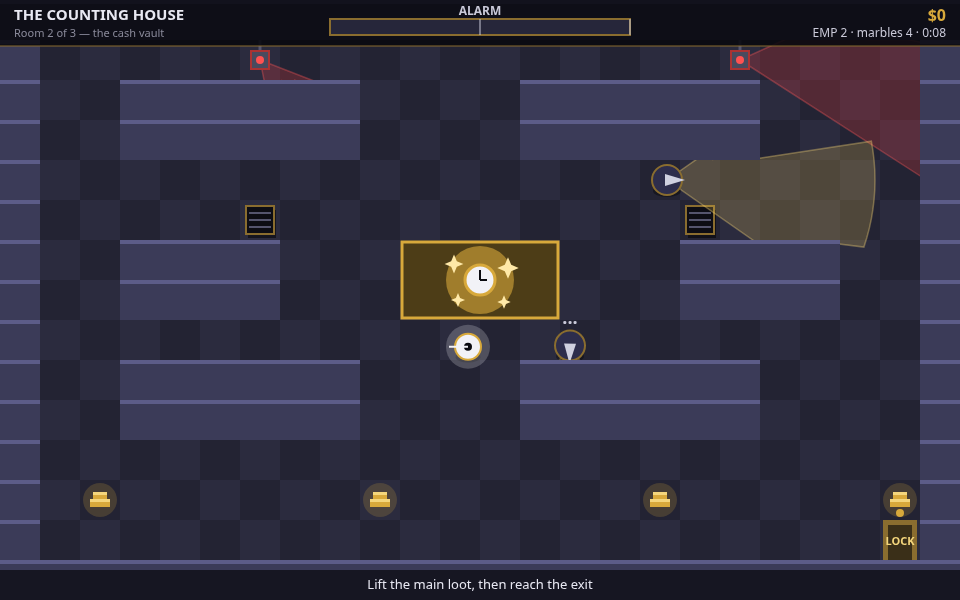 THE COUNTING HOUSE
Room 2 of 3 — the cash vault
ALARM
$0
EMP 2 · marbles 4 · 0:08
•••
LOCK
Lift the main loot, then reach the exit